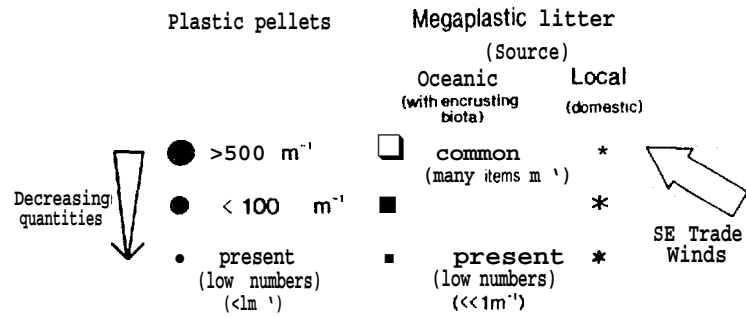 Plastic pellets
Megaplastic litter
(Source)
Oceanic
Local
(with encrusting
biota)
(domestic)
>500 m⁻¹
common
*
(many items m ⁻¹)
Decreasing
quantities
< 100 m⁻¹
*
present
(low numbers)
(<lm ⁻¹)
present
*
(low numbers)
(<<1m⁻¹)
SE Trade
Winds